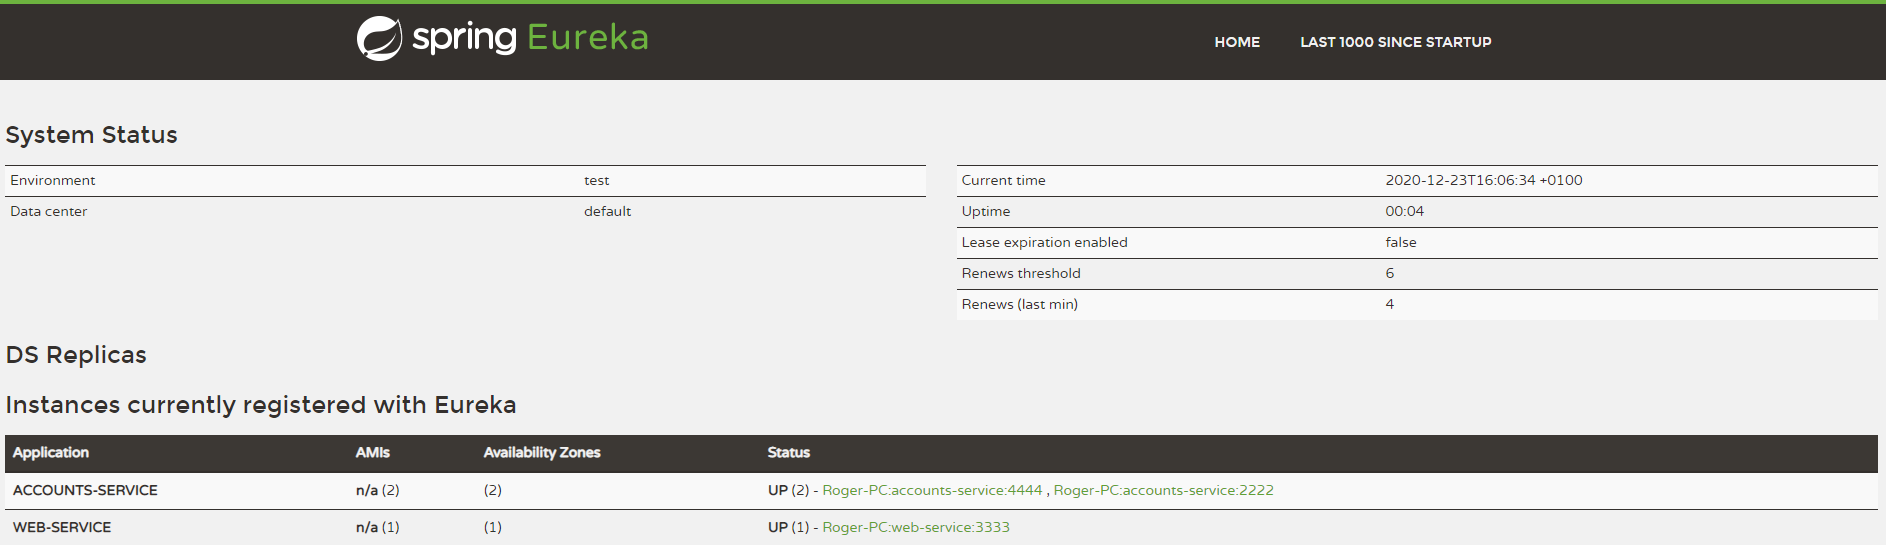 spring Eureka
HOME LAST 1000 SINCE STARTUP
System Status
Environment test
Data center default
Current time 2020-12-23T16:06:34 +0100
Uptime 00:04
Lease expiration enabled false
Renews threshold 6
Renews (last min) 4
DS Replicas
Instances currently registered with Eureka
Application AMIs Availability Zones Status
ACCOUNTS-SERVICE n/a (2) (2) UP (2) - Roger-PC:accounts-service:4444 , Roger-PC:accounts-service:2222
WEB-SERVICE n/a (1) (1) UP (1) - Roger-PC:web-service:3333